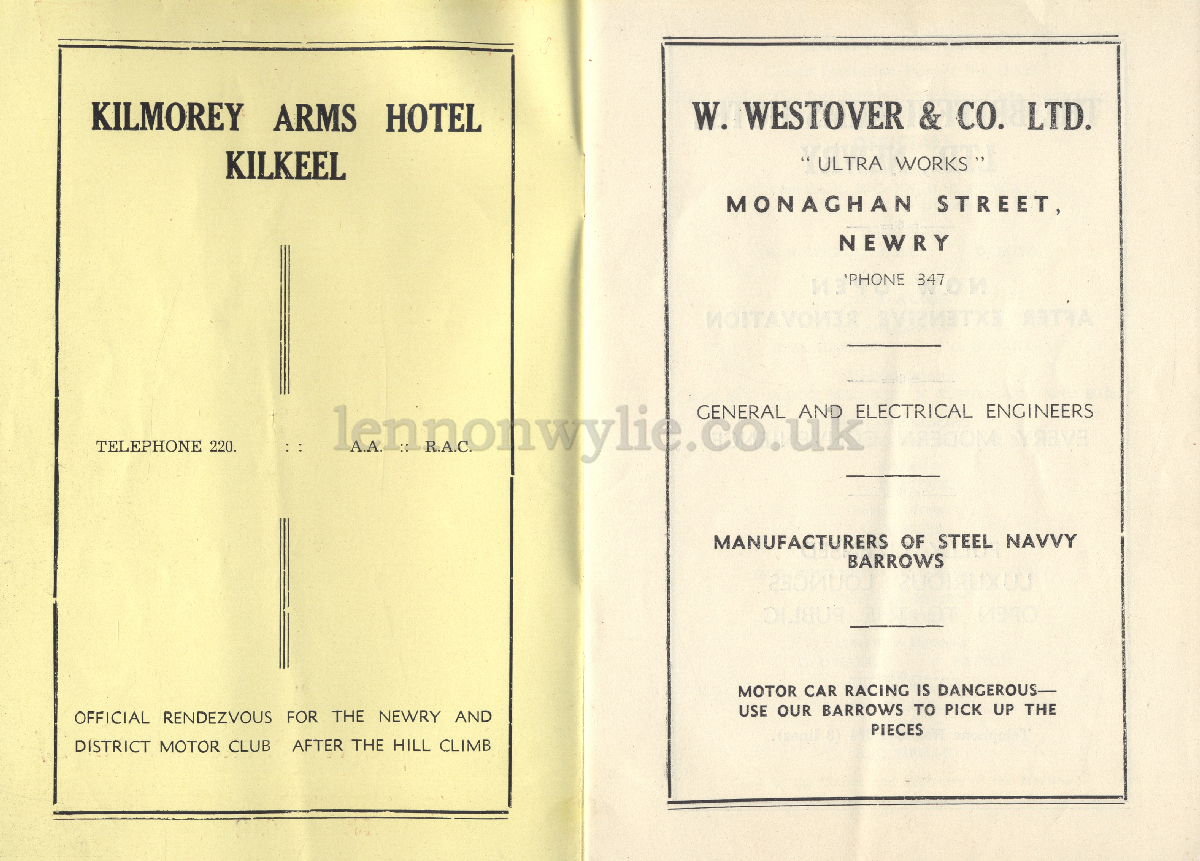 KILMOREY ARMS HOTEL
KILKEEL
TELEPHONE 220. : : A.A. :: R.A.C.
OFFICIAL RENDEZVOUS FOR THE NEWRY AND
DISTRICT MOTOR CLUB AFTER THE HILL CLIMB
W. WESTOVER & CO. LTD.
“ ULTRA WORKS ”
MONAGHAN STREET,
NEWRY
'PHONE 347
GENERAL AND ELECTRICAL ENGINEERS
MANUFACTURERS OF STEEL NAVVY
BARROWS
MOTOR CAR RACING IS DANGEROUS—
USE OUR BARROWS TO PICK UP THE
PIECES
lennonwylie.co.uk